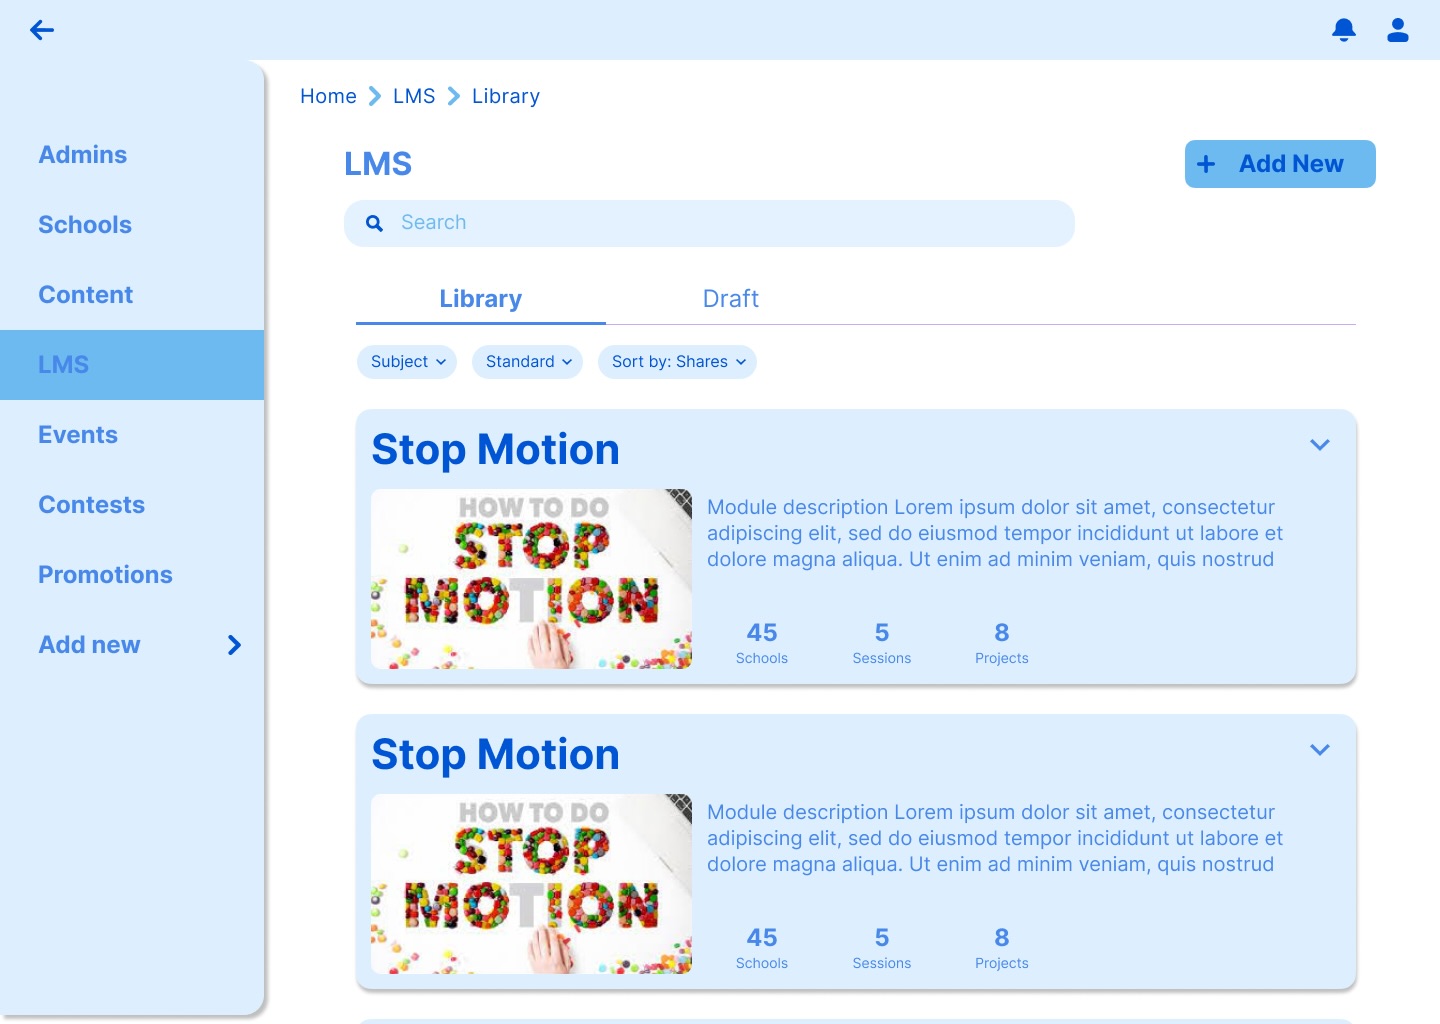 Home LMS Library
Admins
Schools
Content
LMS
Events
Contests
Promotions
Add new
LMS
Add New
Search
Library Draft
Subject Standard Sort by: Shares
Stop Motion
HOW TO DO
STOP
MOTION
Module description Lorem ipsum dolor sit amet, consectetur
adipiscing elit, sed do eiusmod tempor incididunt ut labore et
dolore magna aliqua. Ut enim ad minim veniam, quis nostrud
45 5 8
Schools Sessions Projects
Stop Motion
HOW TO DO
STOP
MOTION
Module description Lorem ipsum dolor sit amet, consectetur
adipiscing elit, sed do eiusmod tempor incididunt ut labore et
dolore magna aliqua. Ut enim ad minim veniam, quis nostrud
45 5 8
Schools Sessions Projects